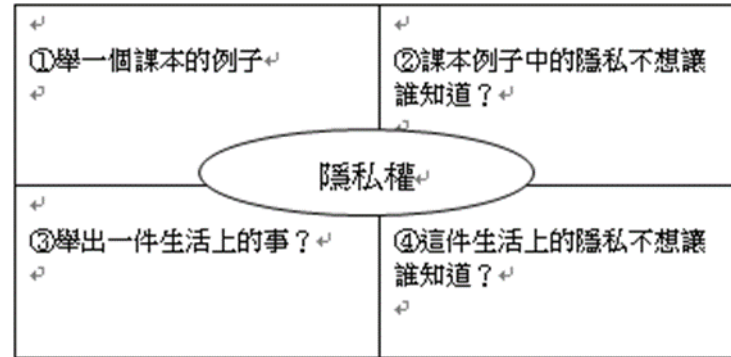 ①舉一個課本的例子
②課本例子中的隱私不想讓
誰知道？
隱私權
③舉出一件生活上的事？
④這件生活上的隱私不想讓
誰知道？